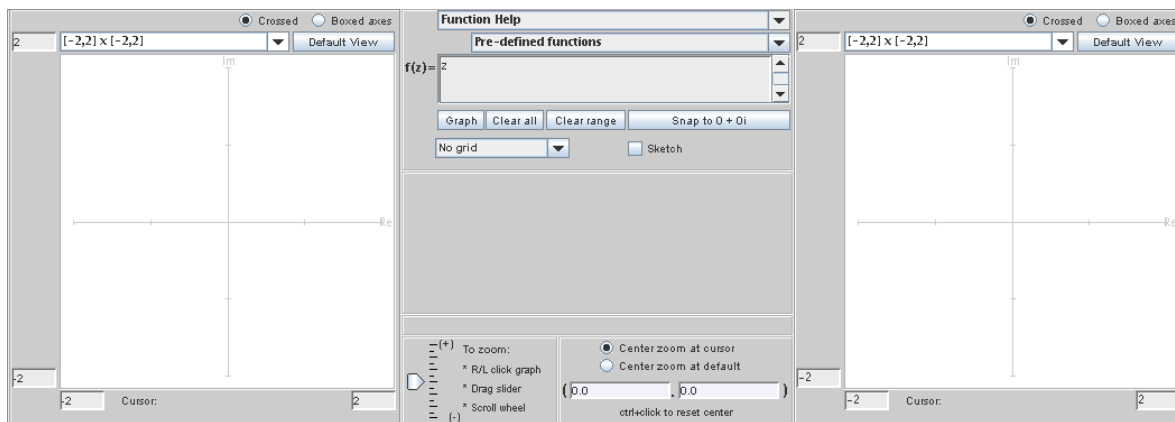 Crossed Boxed axes
2 [-2,2] x [-2,2] Default View
Im
Re
-2
-2 Cursor: 2
Function Help
Pre-defined functions
f(z)= z
Graph Clear all Clear range Snap to 0 + 0i
No grid Sketch
(+) To zoom:
* R/L click graph
* Drag slider
* Scroll wheel
(-)
Center zoom at cursor
Center zoom at default
( 0.0 , 0.0 )
ctrl+click to reset center
Crossed Boxed axes
2 [-2,2] x [-2,2] Default View
Im
Re
-2
-2 Cursor: 2